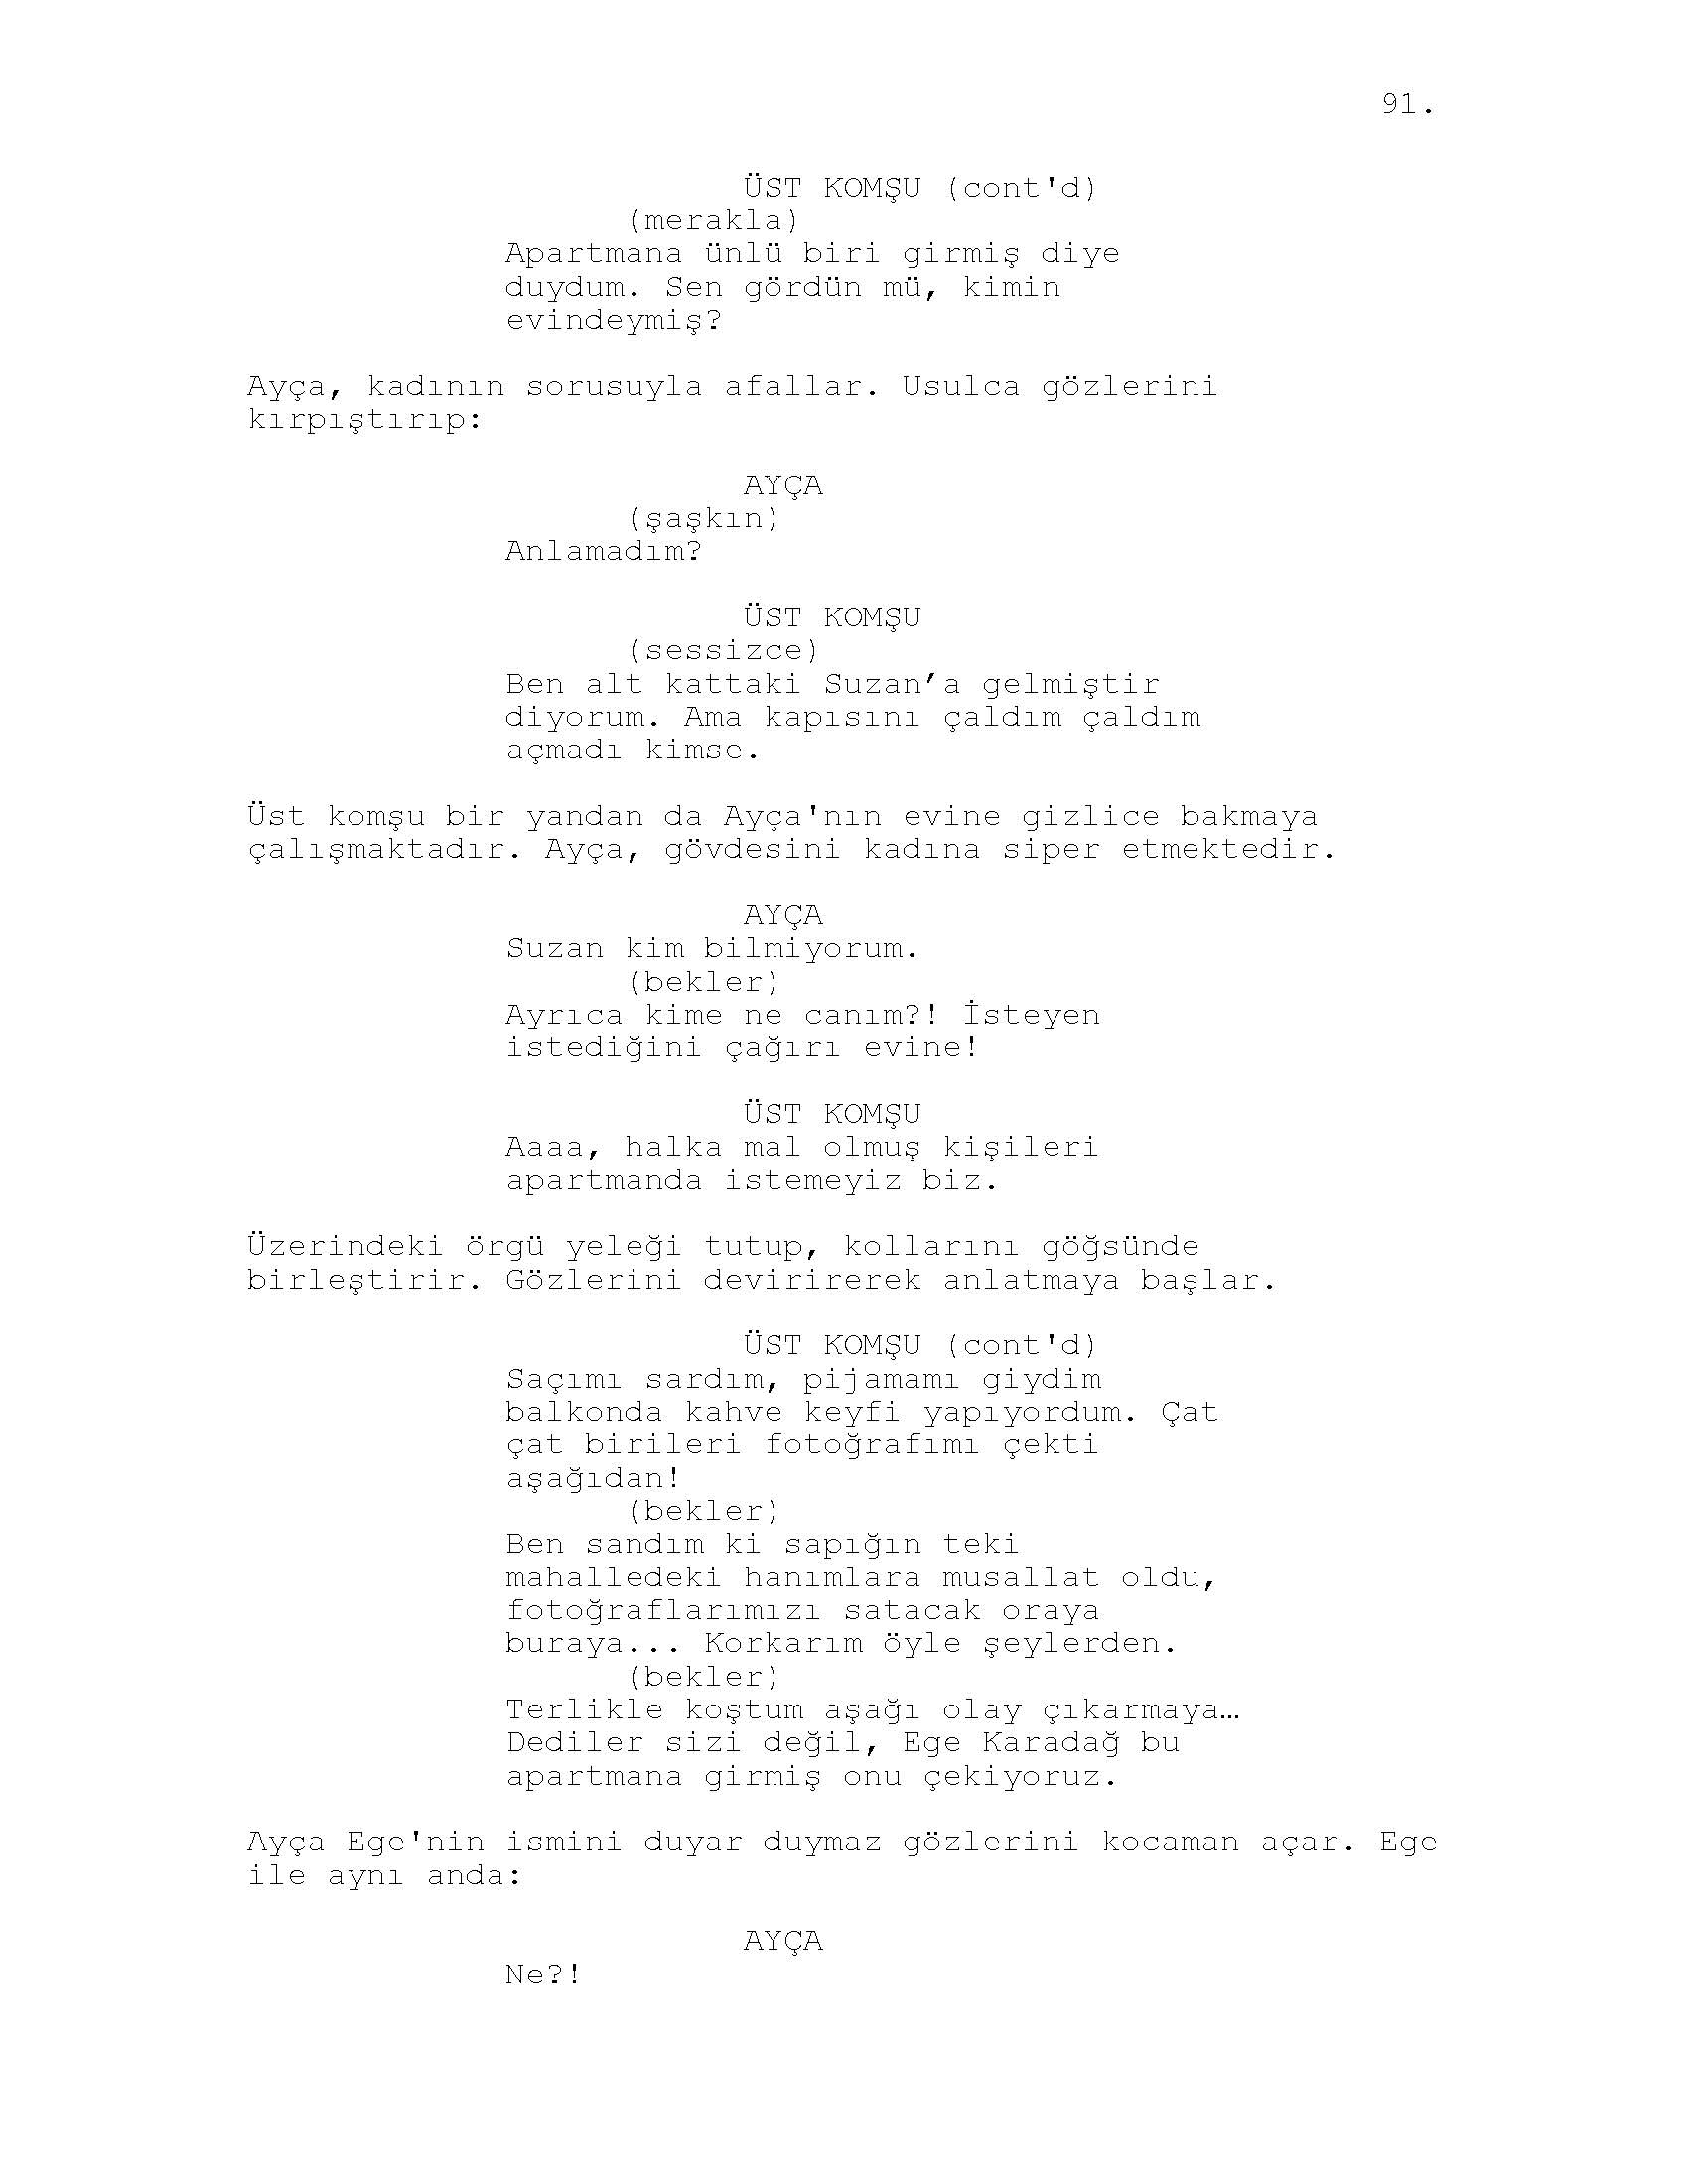 91.
ÜST KOMŞU (cont'd)
(merakla)
Apartmana ünlü biri girmiş diye
duydum. Sen gördün mü, kimin
evindeymiş?
Ayça, kadının sorusuyla afallar. Usulca gözlerini
kırpıştırıp:
AYÇA
(şaşkın)
Anlamadım?
ÜST KOMŞU
(sessizce)
Ben alt kattaki Suzan’a gelmiştir
diyorum. Ama kapısını çaldım çaldım
açmadı kimse.
Üst komşu bir yandan da Ayça'nın evine gizlice bakmaya
çalışmaktadır. Ayça, gövdesini kadına siper etmektedir.
AYÇA
Suzan kim bilmiyorum.
(bekler)
Ayrıca kime ne canım?! İsteyen
istediğini çağırı evine!
ÜST KOMŞU
Aaaa, halka mal olmuş kişileri
apartmanda istemeyiz biz.
Üzerindeki örgü yeleği tutup, kollarını göğsünde
birleştirir. Gözlerini devirirerek anlatmaya başlar.
ÜST KOMŞU (cont'd)
Saçımı sardım, pijamamı giydim
balkonda kahve keyfi yapıyordum. Çat
çat birileri fotoğrafımı çekti
aşağıdan!
(bekler)
Ben sandım ki sapığın teki
mahalledeki hanımlara musallat oldu,
fotoğraflarımızı satacak oraya
buraya... Korkarım öyle şeylerden.
(bekler)
Terlikle koştum aşağı olay çıkarmaya…
Dediler sizi değil, Ege Karadağ bu
apartmana girmiş onu çekiyoruz.
Ayça Ege'nin ismini duyar duymaz gözlerini kocaman açar. Ege
ile aynı anda:
AYÇA
Ne?!